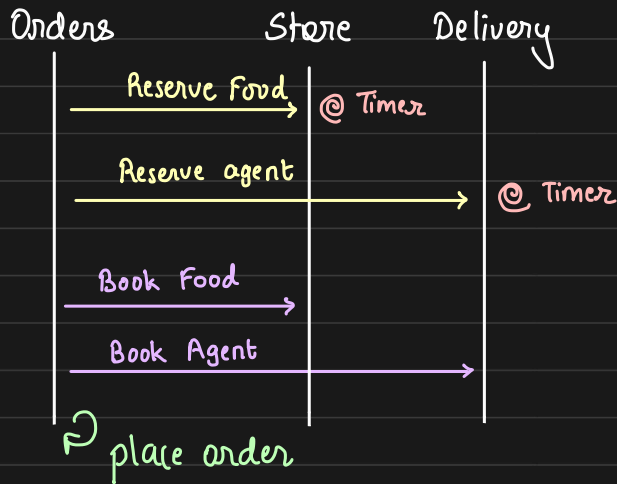 Orders Store Delivery
Reserve Food @ Timer
Reserve agent @ Timer
Book Food
Book Agent
place order